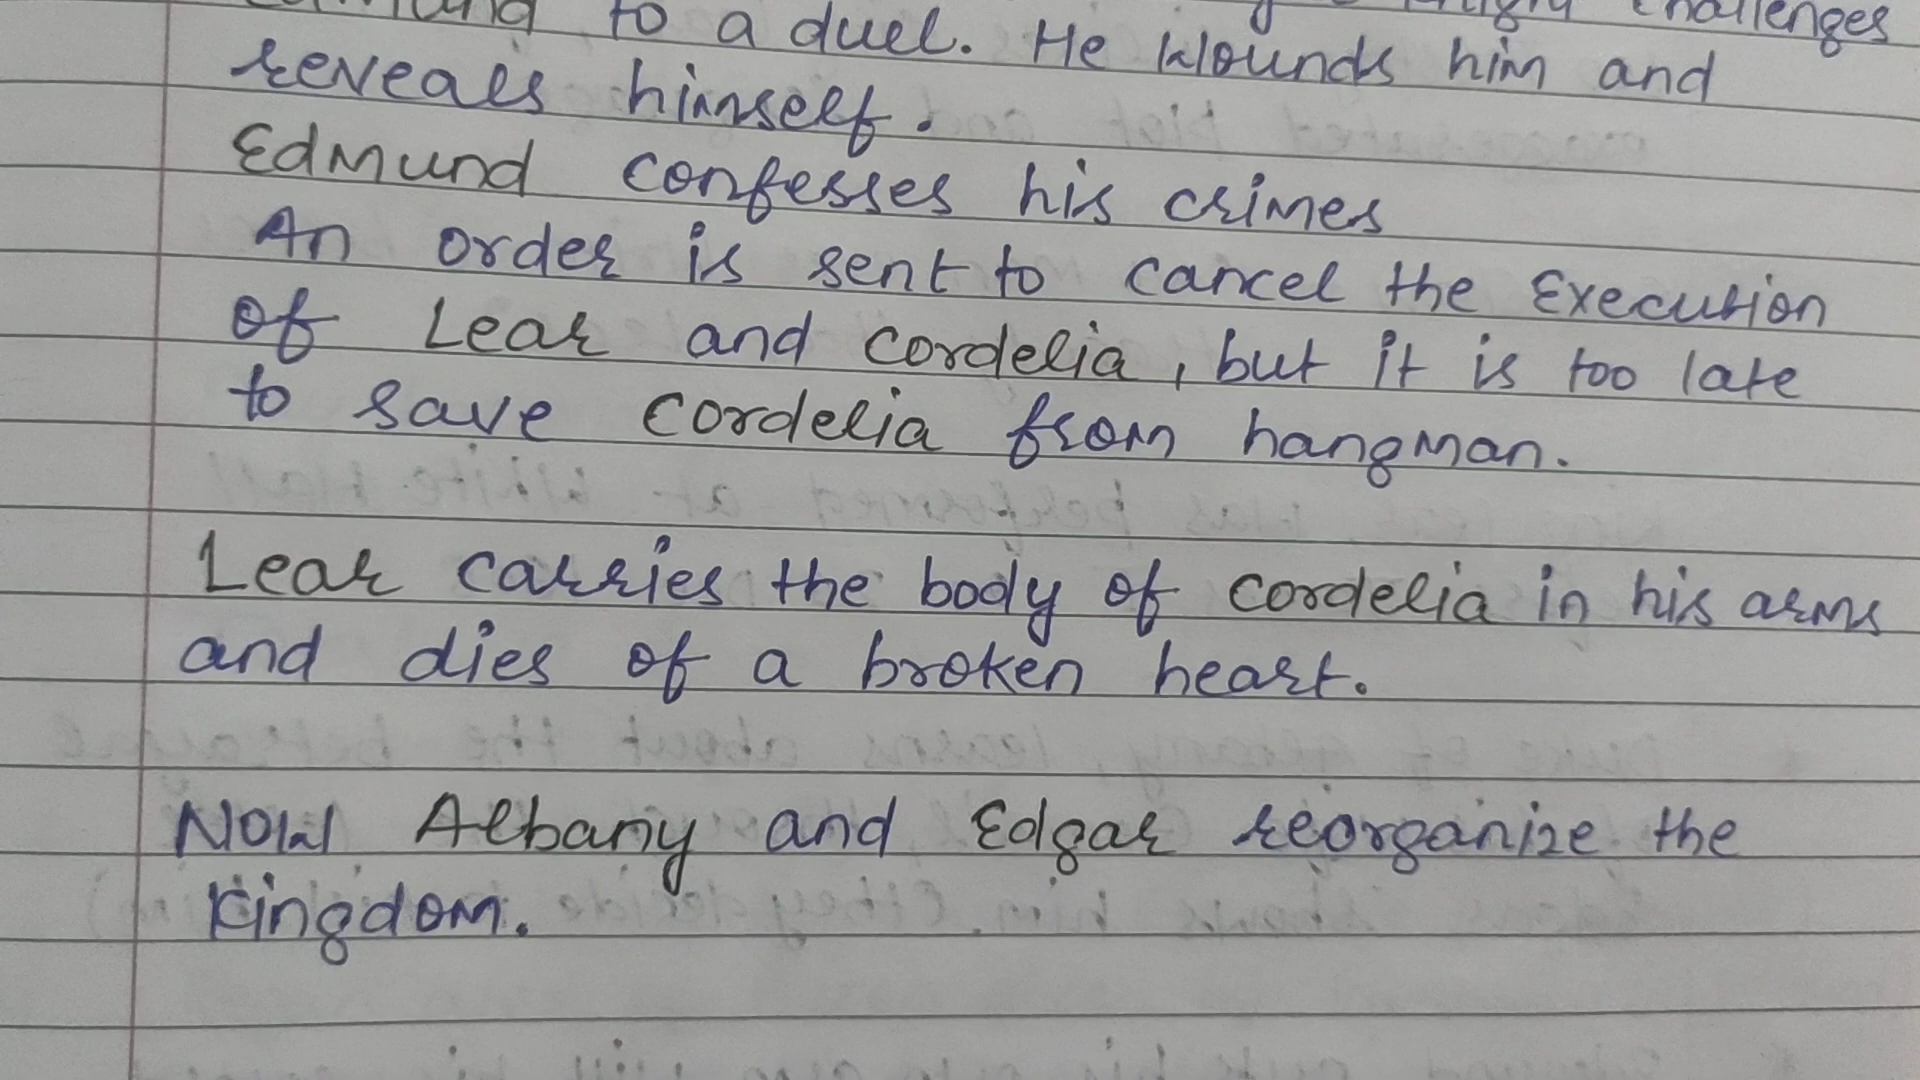 challenges
to a duel. He wounds him and
reveals himself.
Edmund confesses his crimes
An order is sent to cancel the Execution
of Lear and Cordelia, but it is too late
to save Cordelia from hangman.
Lear carries the body of Cordelia in his arms
and dies of a broken heart.
Now Albany and Edgar reorganize the
Kingdom.